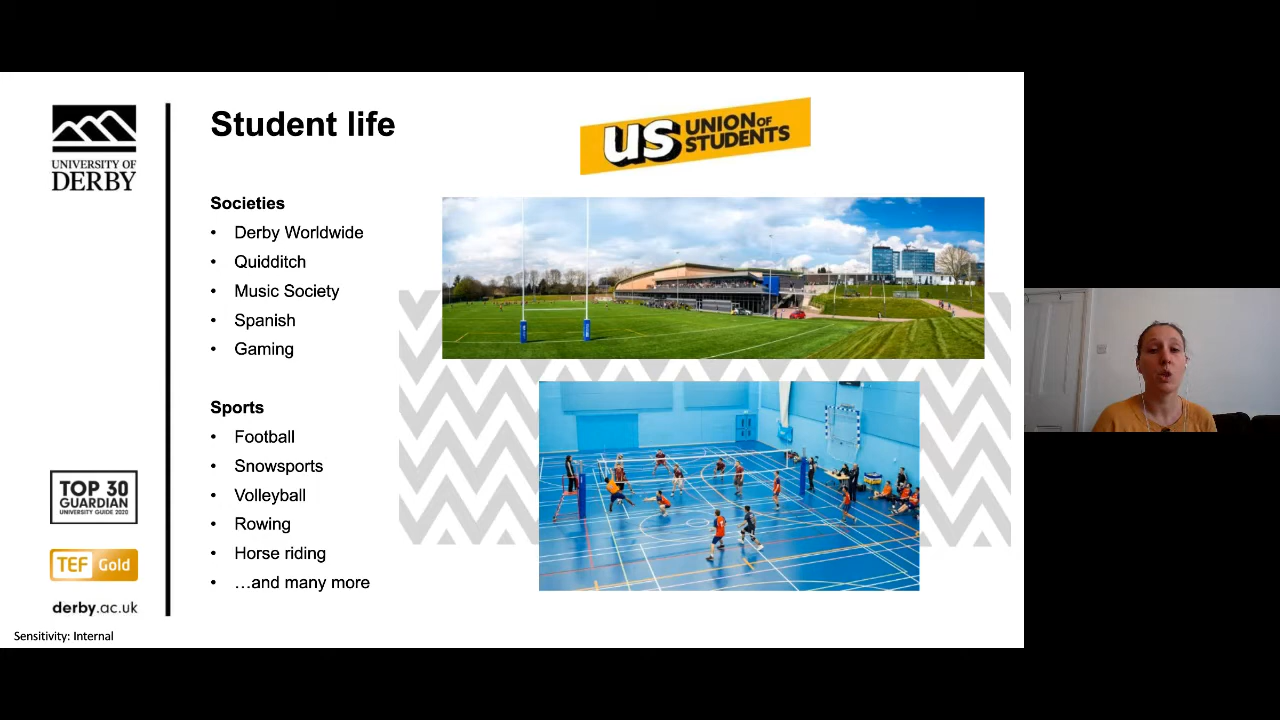 Student life
US UNION OF
STUDENTS
UNIVERSITY OF
DERBY
Societies
• Derby Worldwide
• Quidditch
• Music Society
• Spanish
• Gaming
Sports
• Football
• Snowsports
• Volleyball
• Rowing
• Horse riding
• …and many more
TOP 30
GUARDIAN
UNIVERSITY GUIDE 2020
TEF Gold
derby.ac.uk
Sensitivity: Internal